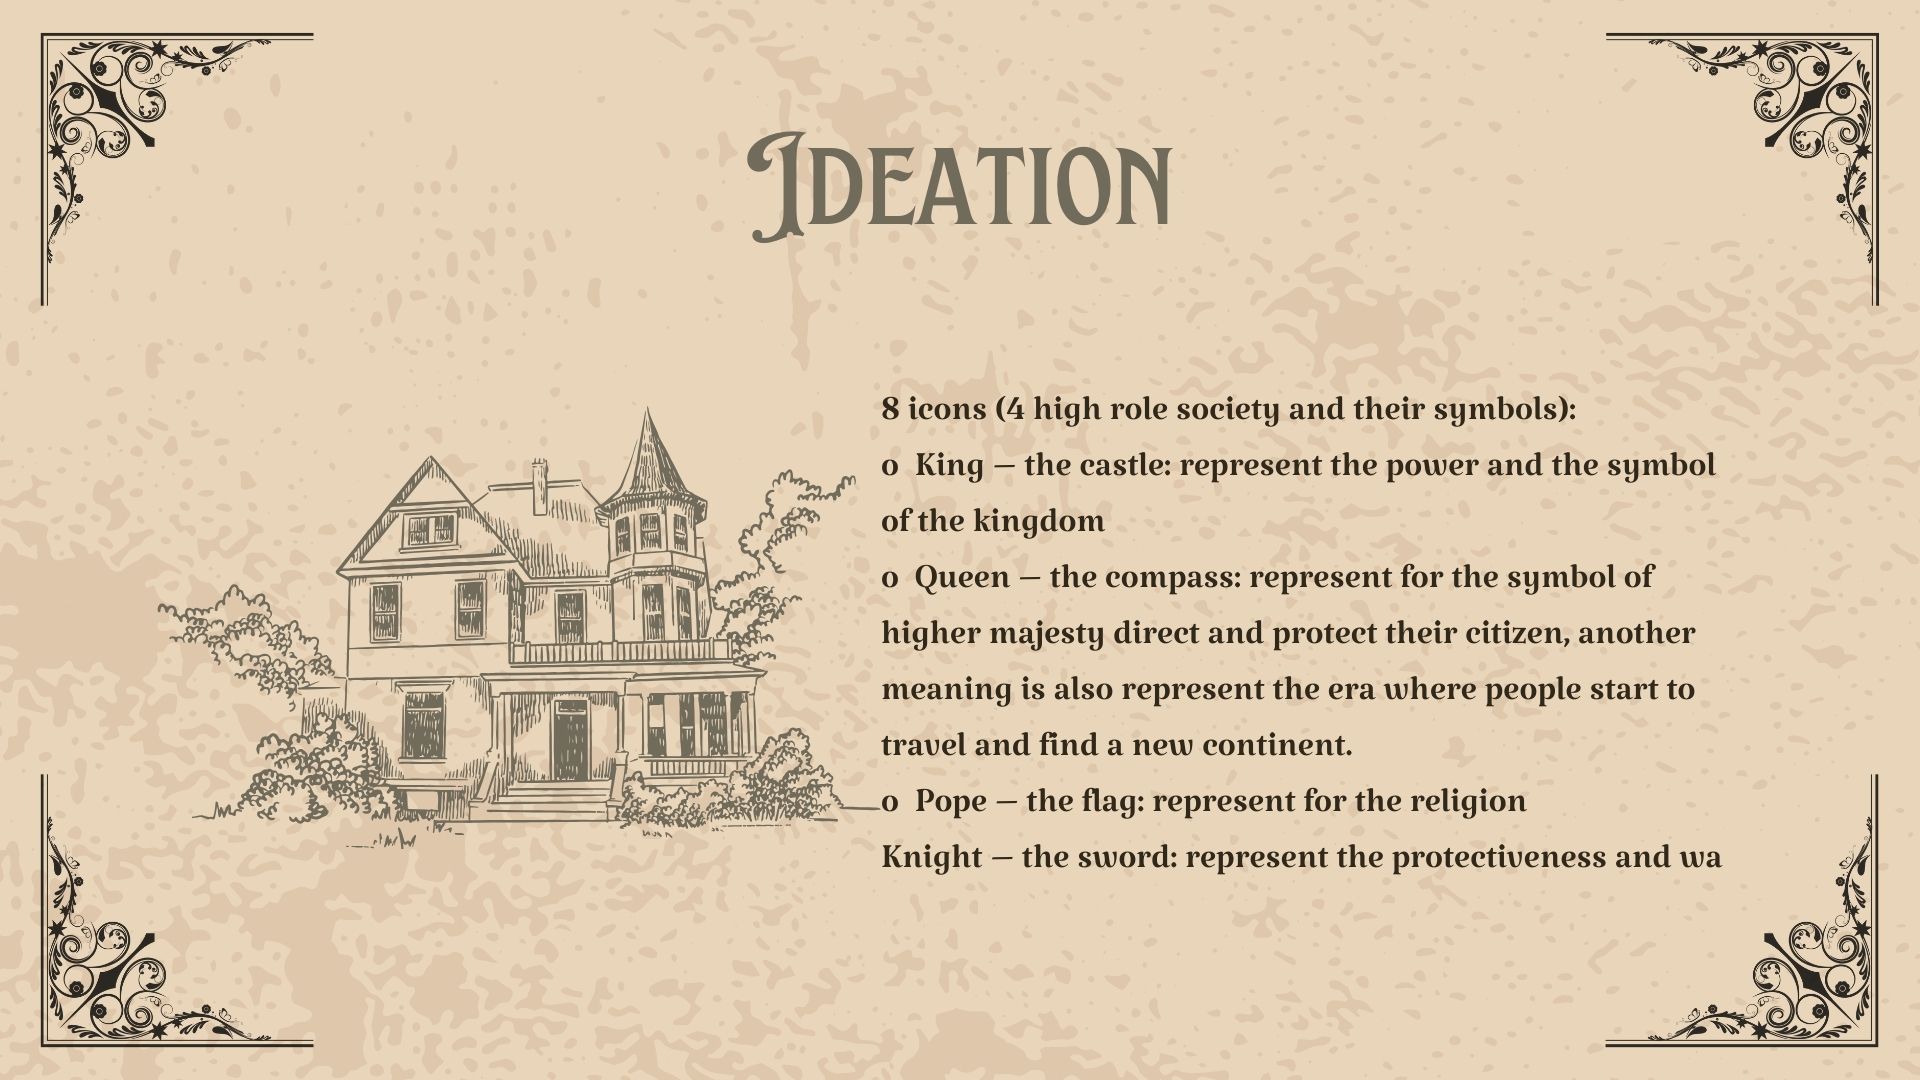 Ideation
8 icons (4 high role society and their symbols):
o King – the castle: represent the power and the symbol
of the kingdom
o Queen – the compass: represent for the symbol of
higher majesty direct and protect their citizen, another
meaning is also represent the era where people start to
travel and find a new continent.
o Pope – the flag: represent for the religion
Knight – the sword: represent the protectiveness and wa